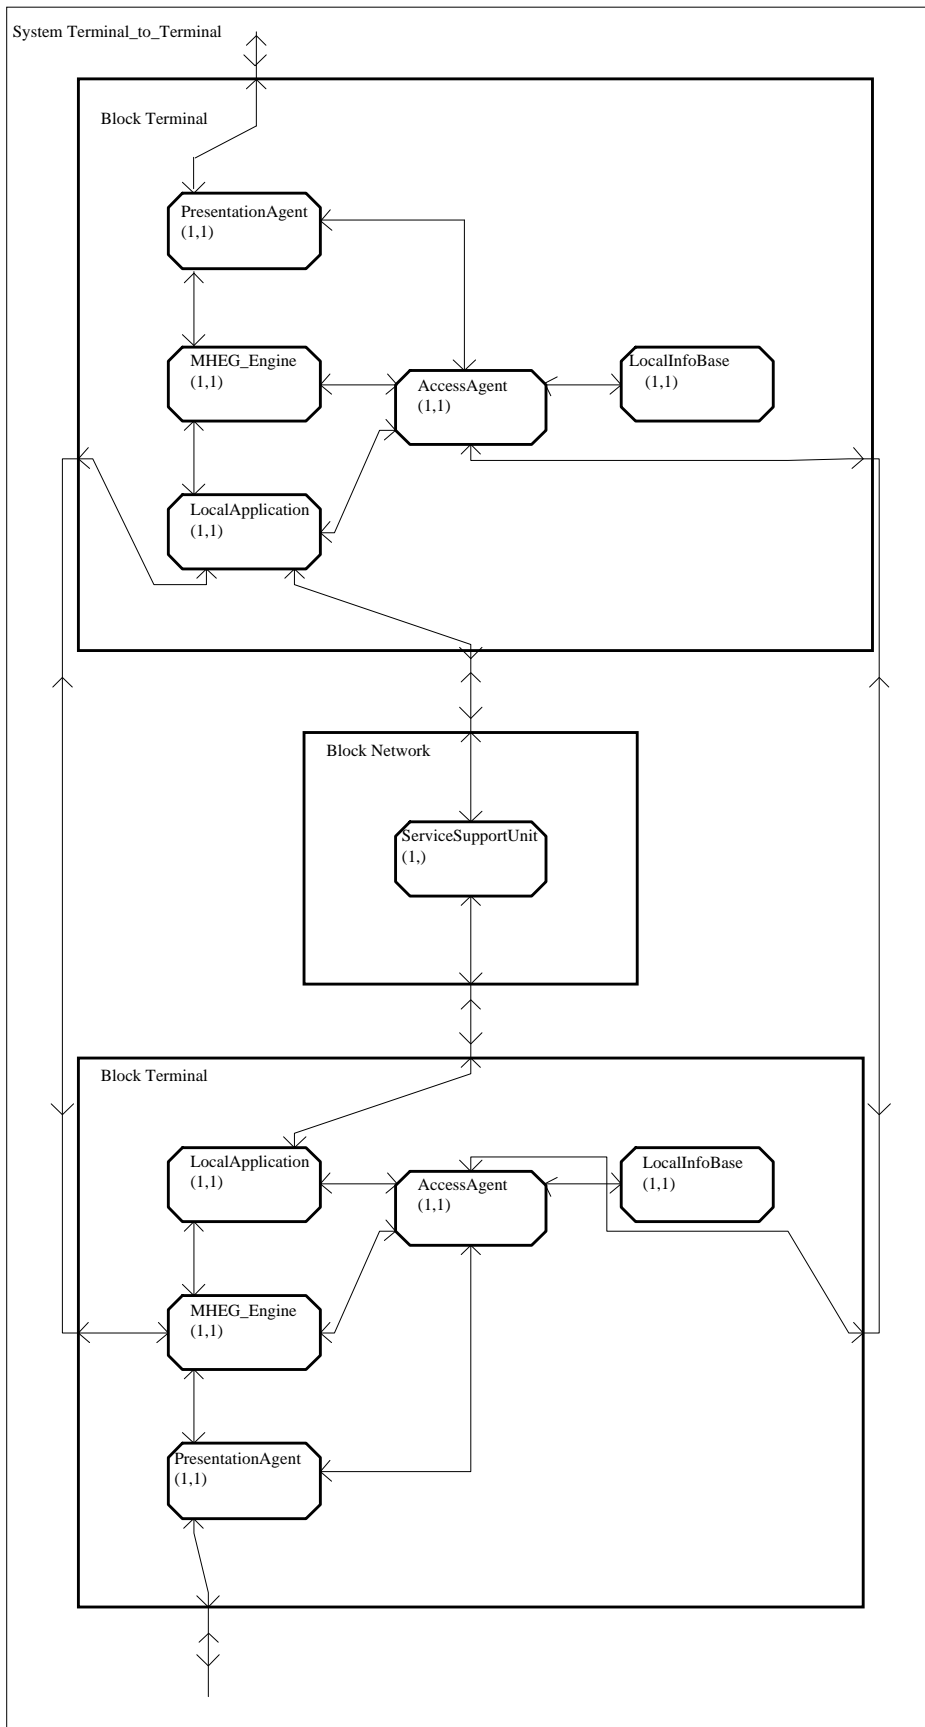 System Terminal_to_Terminal
Block Terminal
PresentationAgent
(1,1)
MHEG_Engine
(1,1)
AccessAgent
(1,1)
LocalInfoBase
(1,1)
LocalApplication
(1,1)
Block Network
ServiceSupportUnit
(1,)
Block Terminal
LocalApplication
(1,1)
AccessAgent
(1,1)
LocalInfoBase
(1,1)
MHEG_Engine
(1,1)
PresentationAgent
(1,1)